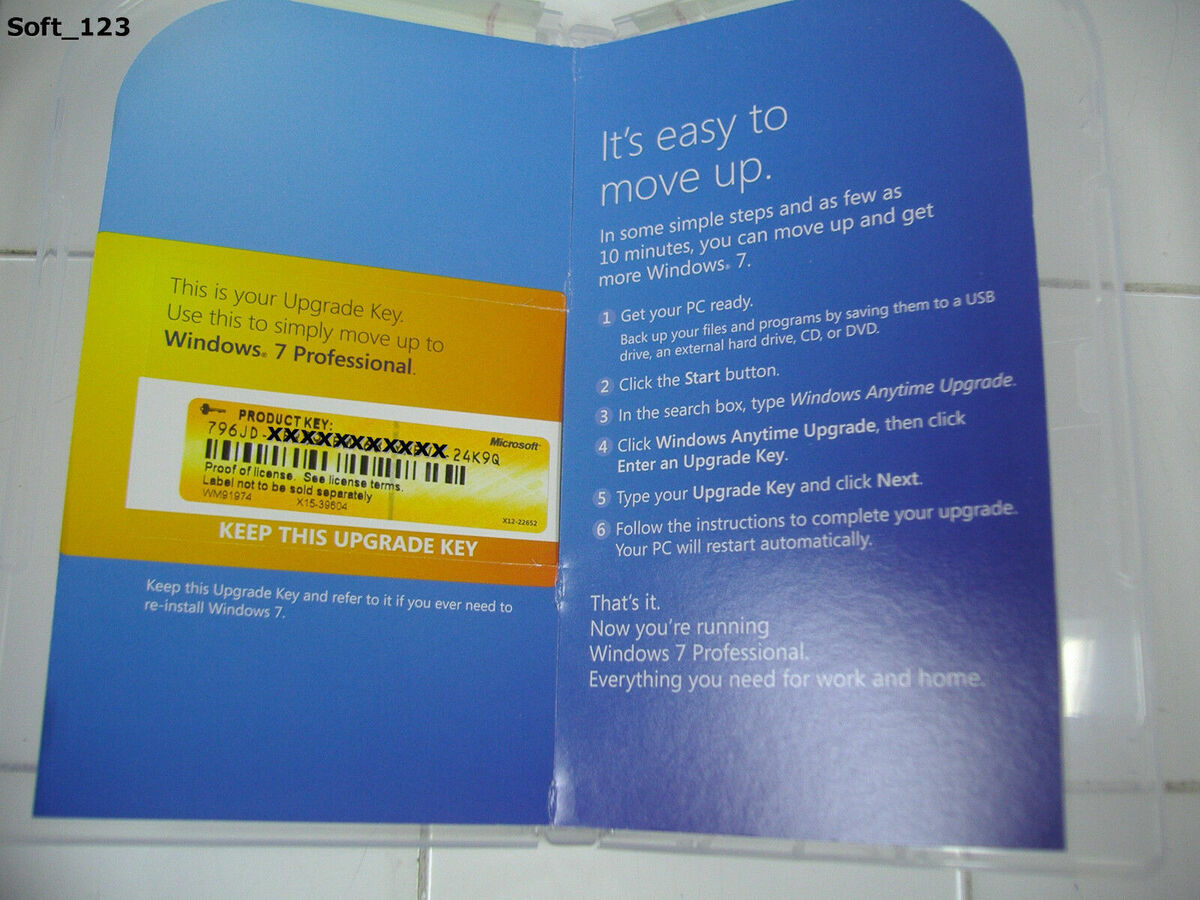 Soft_123
This is your Upgrade Key.
Use this to simply move up to
Windows® 7 Professional.
PRODUCT KEY:
Microsoft
796JD-XXXXXXXXXXX-24K9Q
Proof of license. See license terms.
Label not to be sold separately
WM91974 X15-39604
X12-22652
KEEP THIS UPGRADE KEY
Keep this Upgrade Key and refer to it if you ever need to
re-install Windows 7.
It's easy to
move up.
In some simple steps and as few as
10 minutes, you can move up and get
more Windows® 7.
1 Get your PC ready.
Back up your files and programs by saving them to a USB
drive, an external hard drive, CD, or DVD.
2 Click the Start button.
3 In the search box, type Windows Anytime Upgrade.
4 Click Windows Anytime Upgrade, then click
Enter an Upgrade Key.
5 Type your Upgrade Key and click Next.
6 Follow the instructions to complete your upgrade.
Your PC will restart automatically.
That's it.
Now you're running
Windows 7 Professional.
Everything you need for work and home.